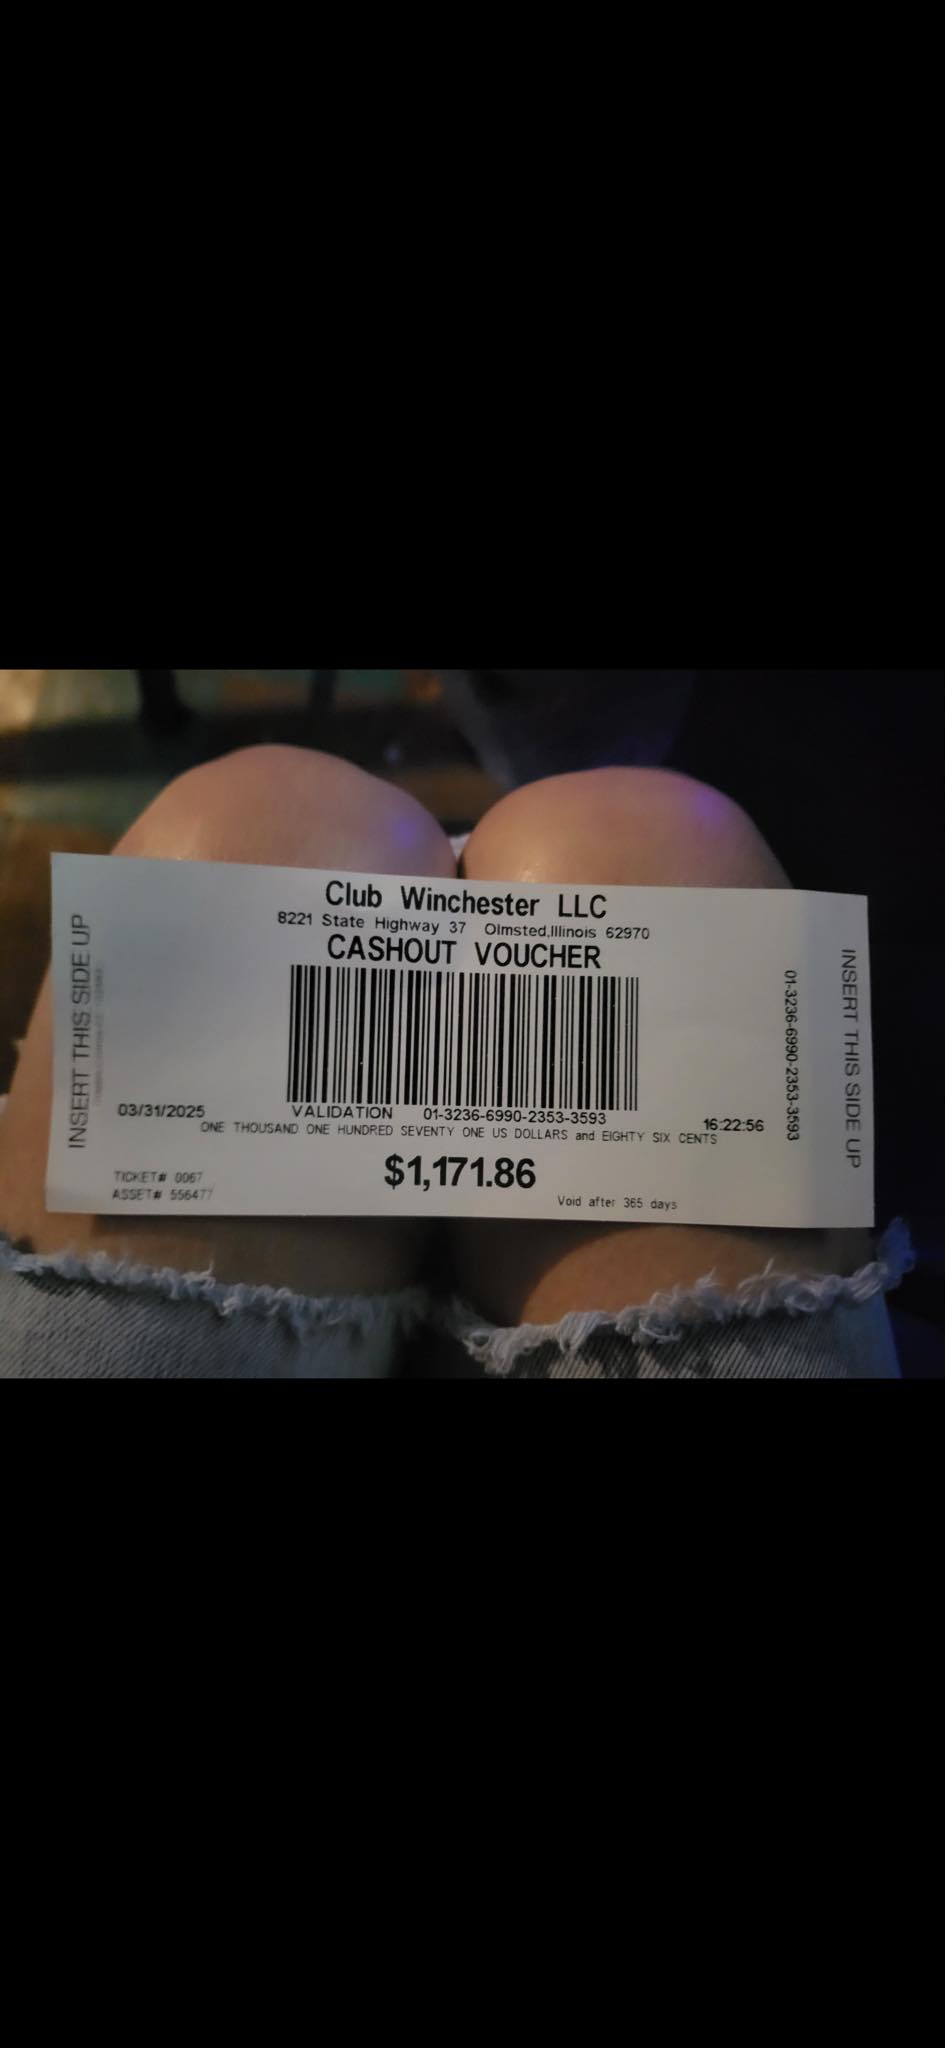 Club Winchester LLC
8221 State Highway 37 Olmsted,Illinois 62970
CASHOUT VOUCHER
INSERT THIS SIDE UP
INSERT THIS SIDE UP
01-3236-6990-2353-3593
03/31/2025
VALIDATION 01-3236-6990-2353-3593
16:22:56
ONE THOUSAND ONE HUNDRED SEVENTY ONE US DOLLARS and EIGHTY SIX CENTS
$1,171.86
TICKET# 0067
ASSET# 556477
Void after 365 days